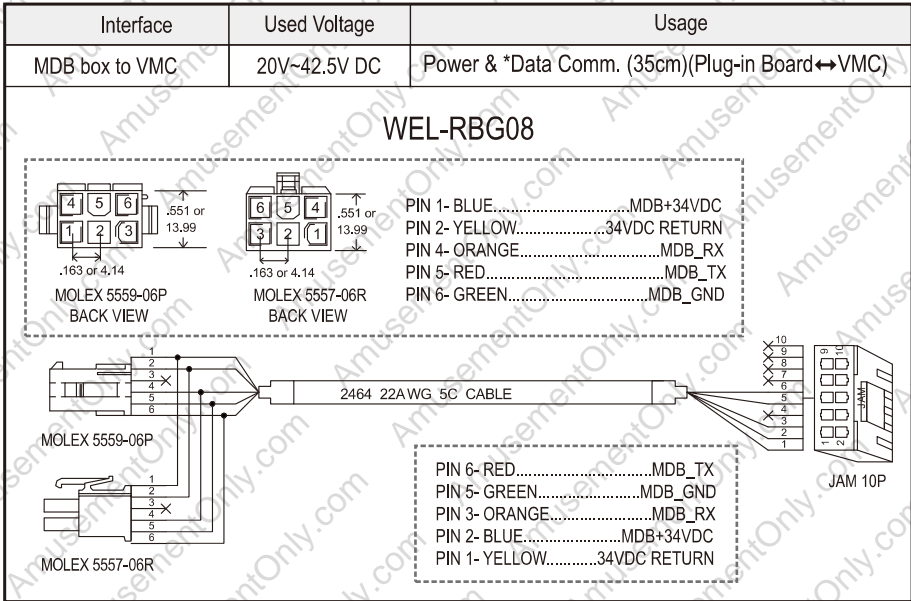 Interface Used Voltage Usage
MDB box to VMC 20V~42.5V DC Power & *Data Comm. (35cm)(Plug-in Board↔VMC)
WEL-RBG08
4 5 6
1 2 3
.551 or
13.99
.163 or 4.14
MOLEX 5559-06P
BACK VIEW
6 5 4
3 2 1
.551 or
13.99
.163 or 4.14
MOLEX 5557-06R
BACK VIEW
PIN 1- BLUE..............................MDB+34VDC
PIN 2- YELLOW.....................34VDC RETURN
PIN 4- ORANGE...............................MDB_RX
PIN 5- RED........................................MDB_TX
PIN 6- GREEN...............................MDB_GND
1
2
3
4
5
6
MOLEX 5559-06P
2464 22AWG 5C CABLE
10
9
8
7
6
5
4
3
2
1
9 10
JAM
1 2
JAM 10P
1
2
3
4
5
6
MOLEX 5557-06R
PIN 6- RED............................MDB_TX
PIN 5- GREEN.....................MDB_GND
PIN 3- ORANGE...................MDB_RX
PIN 2- BLUE....................MDB+34VDC
PIN 1- YELLOW...........34VDC RETURN
AmusementOnly.com